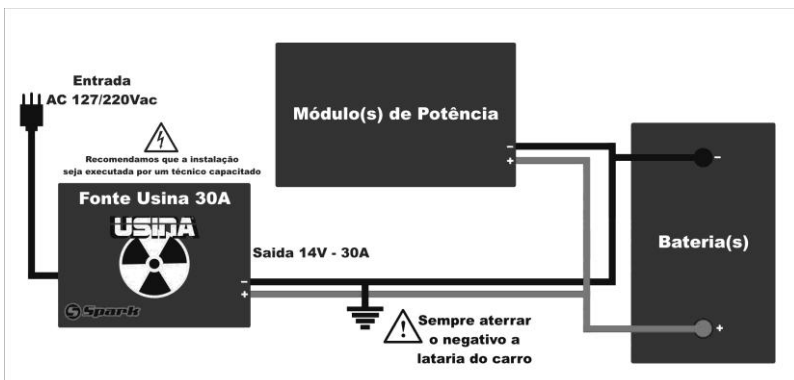 Entrada
AC 127/220Vac
Recomendamos que a instalação
seja executada por um técnico capacitado
Fonte Usina 30A
USINA
Spark
Saida 14V - 30A
-
+
Módulo(s) de Potência
-
+
Sempre aterrar
o negativo a
lataria do carro
Bateria(s)
-
+